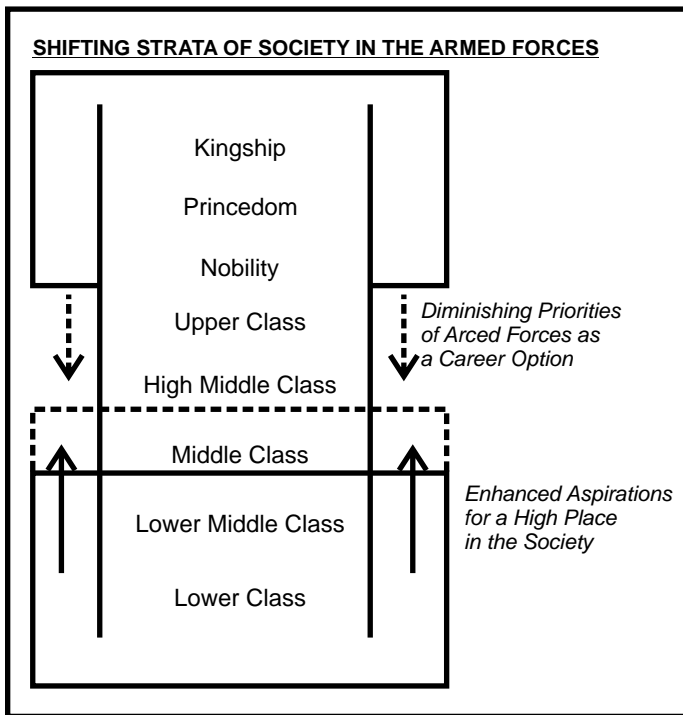 SHIFTING STRATA OF SOCIETY IN THE ARMED FORCES
Kingship
Princedom
Nobility
Upper Class
High Middle Class
Middle Class
Lower Middle Class
Lower Class
Diminishing Priorities
of Arced Forces as
a Career Option
Enhanced Aspirations
for a High Place
in the Society